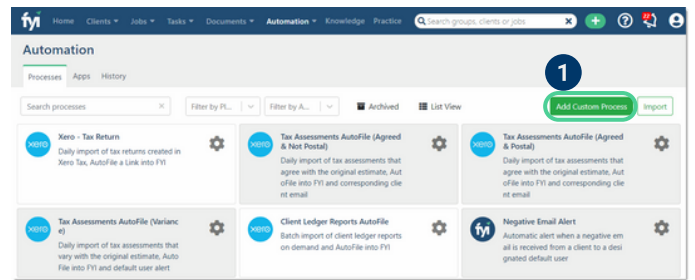 fyi Home Clients Jobs Tasks Documents Automation Knowledge Practice Search groups, clients or jobs
Automation
1
Processes Apps History
Search processes Filter by Pl... Filter by A... Archived List View Add Custom Process Import
xero
Xero - Tax Return
Daily import of tax returns created in
Xero Tax, AutoFile a Link into FYI
xero
Tax Assessments AutoFile (Agreed
& Not Postal)
Daily import of tax assessments that
agree with the original estimate, Aut
oFile into FYI and corresponding clie
nt email
xero
Tax Assessments AutoFile (Agreed
& Postal)
Daily import of tax assessments that
agree with the original estimate, Aut
oFile into FYI and corresponding clie
nt email
xero
Tax Assessments AutoFile (Varianc
e)
Daily import of tax assessments that
vary with the original estimate, Auto
File into FYI and default user alert
xero
Client Ledger Reports AutoFile
Batch import of client ledger reports
on demand and AutoFile into FYI
fyi
Negative Email Alert
Automatic alert when a negative em
ail is received from a client to a desi
gnated default user